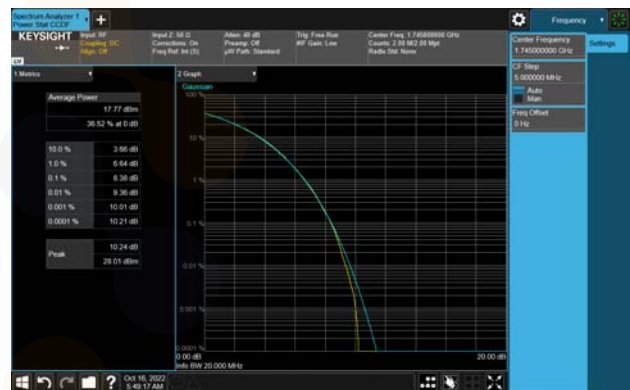 Spectrum Analyzer 1
Power Stat CCDF
+
Frequency
KEYSIGHT
Input: RF
Coupling: DC
Align: Off
Input Z: 50 Ω
Corrections: On
Freq Ref: Int (S)
Atten: 40 dB
Preamp: Off
µW Path: Standard
Trig: Free Run
#IF Gain: Low
Center Freq: 1.745000000 GHz
Counts: 2.00 M/2.00 Mpt
Radio Std: None
Center Frequency
1.745000000 GHz
Settings
CF Step
5.000000 MHz
Auto
Man
Freq Offset
0 Hz
1 Metrics
2 Graph
Average Power
17.77 dBm
36.52 % at 0 dB
10.0 % 3.66 dB
1.0 % 6.64 dB
0.1 % 8.38 dB
0.01 % 9.36 dB
0.001 % 10.01 dB
0.0001 % 10.21 dB
Peak
10.24 dB
28.01 dBm
Gaussian
100 %
10 %
1 %
0.1 %
0.01 %
0.001 %
0.0001 %
0.00 dB
20.00 dB
Info BW 20.000 MHz
?
Oct 16, 2022
5:49:17 AM